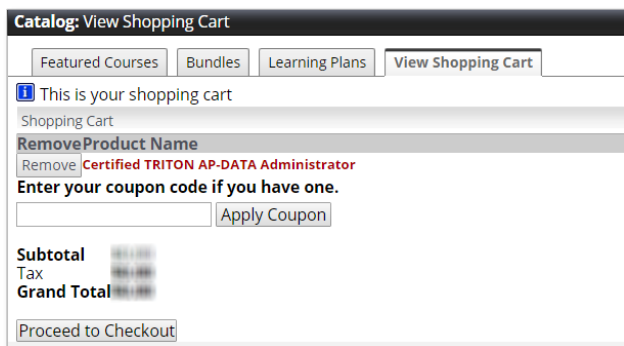 Catalog: View Shopping Cart
Featured Courses Bundles Learning Plans View Shopping Cart
i This is your shopping cart
Shopping Cart
Remove Product Name
Remove Certified TRITON AP-DATA Administrator
Enter your coupon code if you have one.
Apply Coupon
Subtotal
Tax
Grand Total
Proceed to Checkout